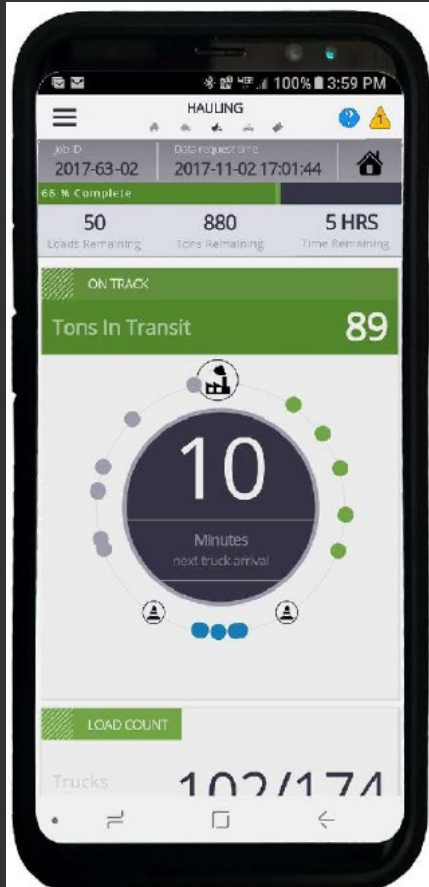 100% 3:59 PM
HAULING
Job ID
Data request time
2017-63-02
2017-11-02 17:01:44
66 % Complete
50
880
5 HRS
Loads Remaining
Tons Remaining
Time Remaining
ON TRACK
Tons In Transit
89
10
Minutes
next truck arrival
LOAD COUNT
Trucks
102/174